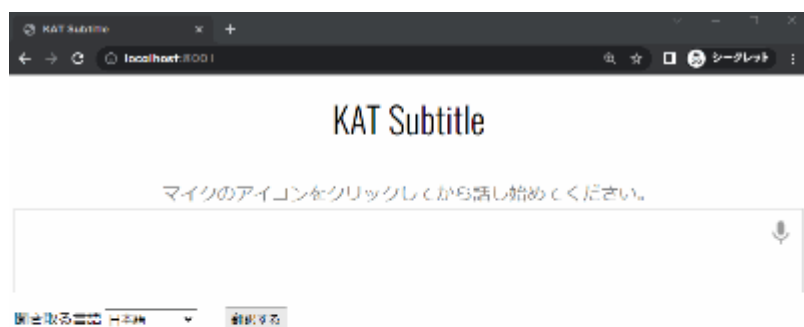 KAT Subtitle
localhost:8001
シークレット
KAT Subtitle
マイクのアイコンをクリックしてから話し始めてください。
聞き取る言語 日本語
翻訳する